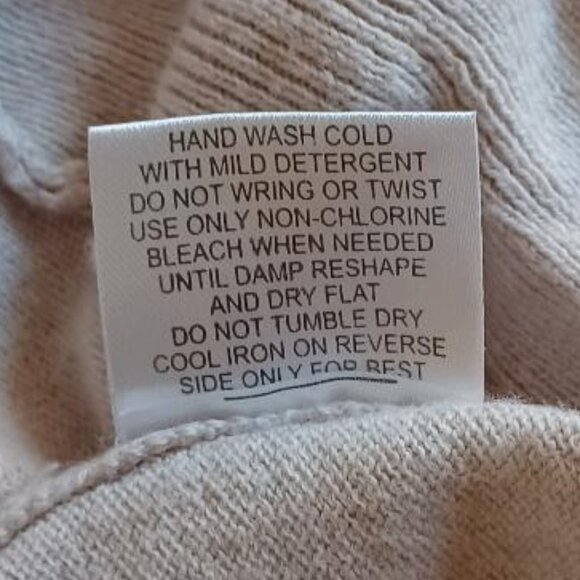 HAND WASH COLD
WITH MILD DETERGENT
DO NOT WRING OR TWIST
USE ONLY NON-CHLORINE
BLEACH WHEN NEEDED
UNTIL DAMP RESHAPE
AND DRY FLAT
DO NOT TUMBLE DRY
COOL IRON ON REVERSE
SIDE ONLY FOR BEST